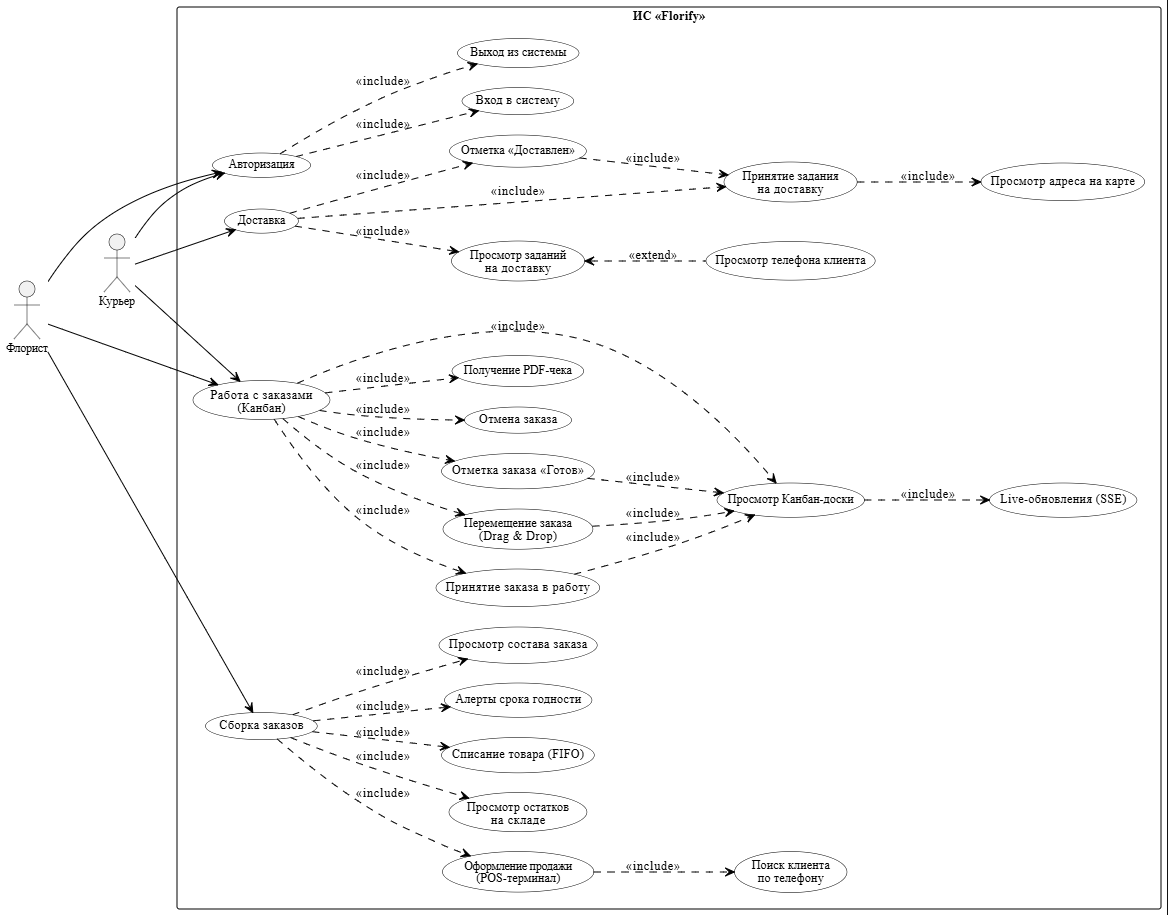 ИС «Florify»
Выход из системы
«include»
Вход в систему
«include»
Отметка «Доставлен»
«include»
Авторизация
«include»
Принятие задания
на доставку
«include»
Просмотр адреса на карте
«include»
Доставка
«include»
Просмотр заданий
на доставку
«extend»
Просмотр телефона клиента
Курьер
Флорист
«include»
Получение PDF-чека
«include»
Работа с заказами
(Канбан)
«include»
Отмена заказа
«include»
Отметка заказа «Готов»
«include»
«include»
Просмотр Канбан-доски
«include»
Live-обновления (SSE)
«include»
Перемещение заказа
(Drag & Drop)
«include»
«include»
Принятие заказа в работу
Просмотр состава заказа
«include»
Алерты срока годности
«include»
Сборка заказов
«include»
Списание товара (FIFO)
«include»
Просмотр остатков
на складе
«include»
Оформление продажи
(POS-терминал)
«include»
Поиск клиента
по телефону